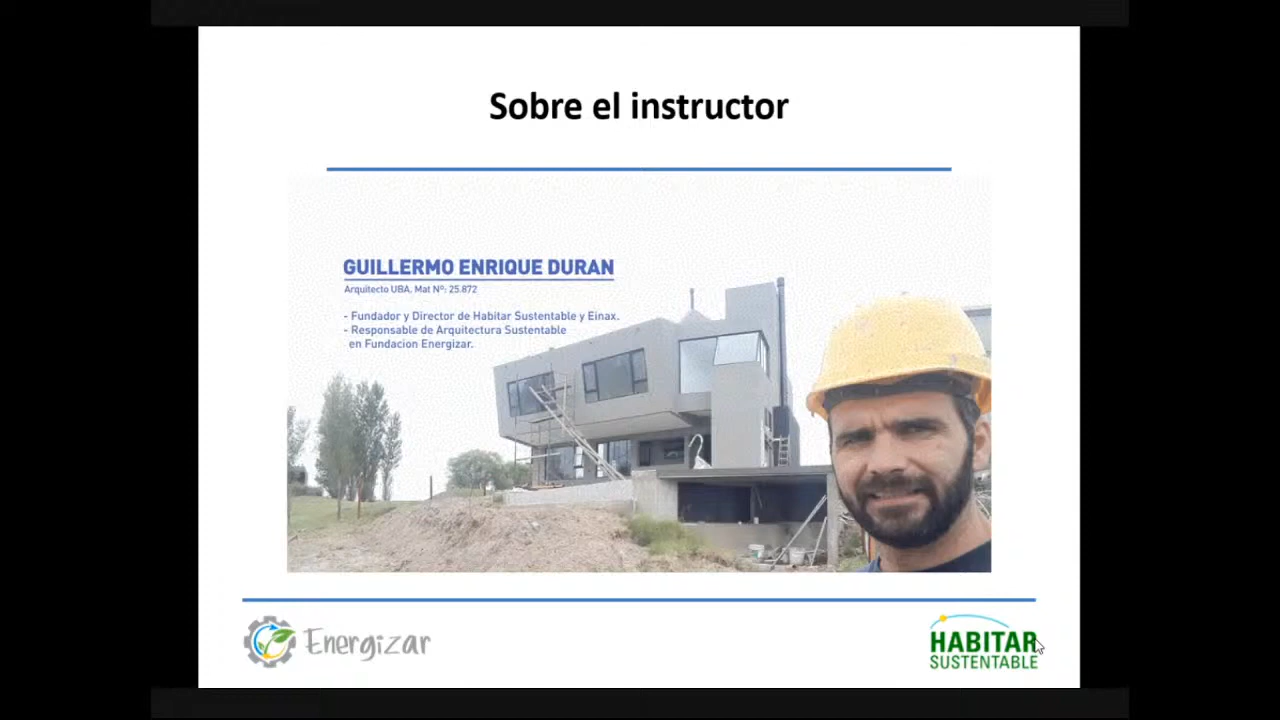 Sobre el instructor
GUILLERMO ENRIQUE DURAN
Arquitecto UBA, Mat Nº: 25.872
- Fundador y Director de Habitar Sustentable y Einax.
- Responsable de Arquitectura Sustentable
en Fundacion Energizar.
Energizar
HABITAR
SUSTENTABLE